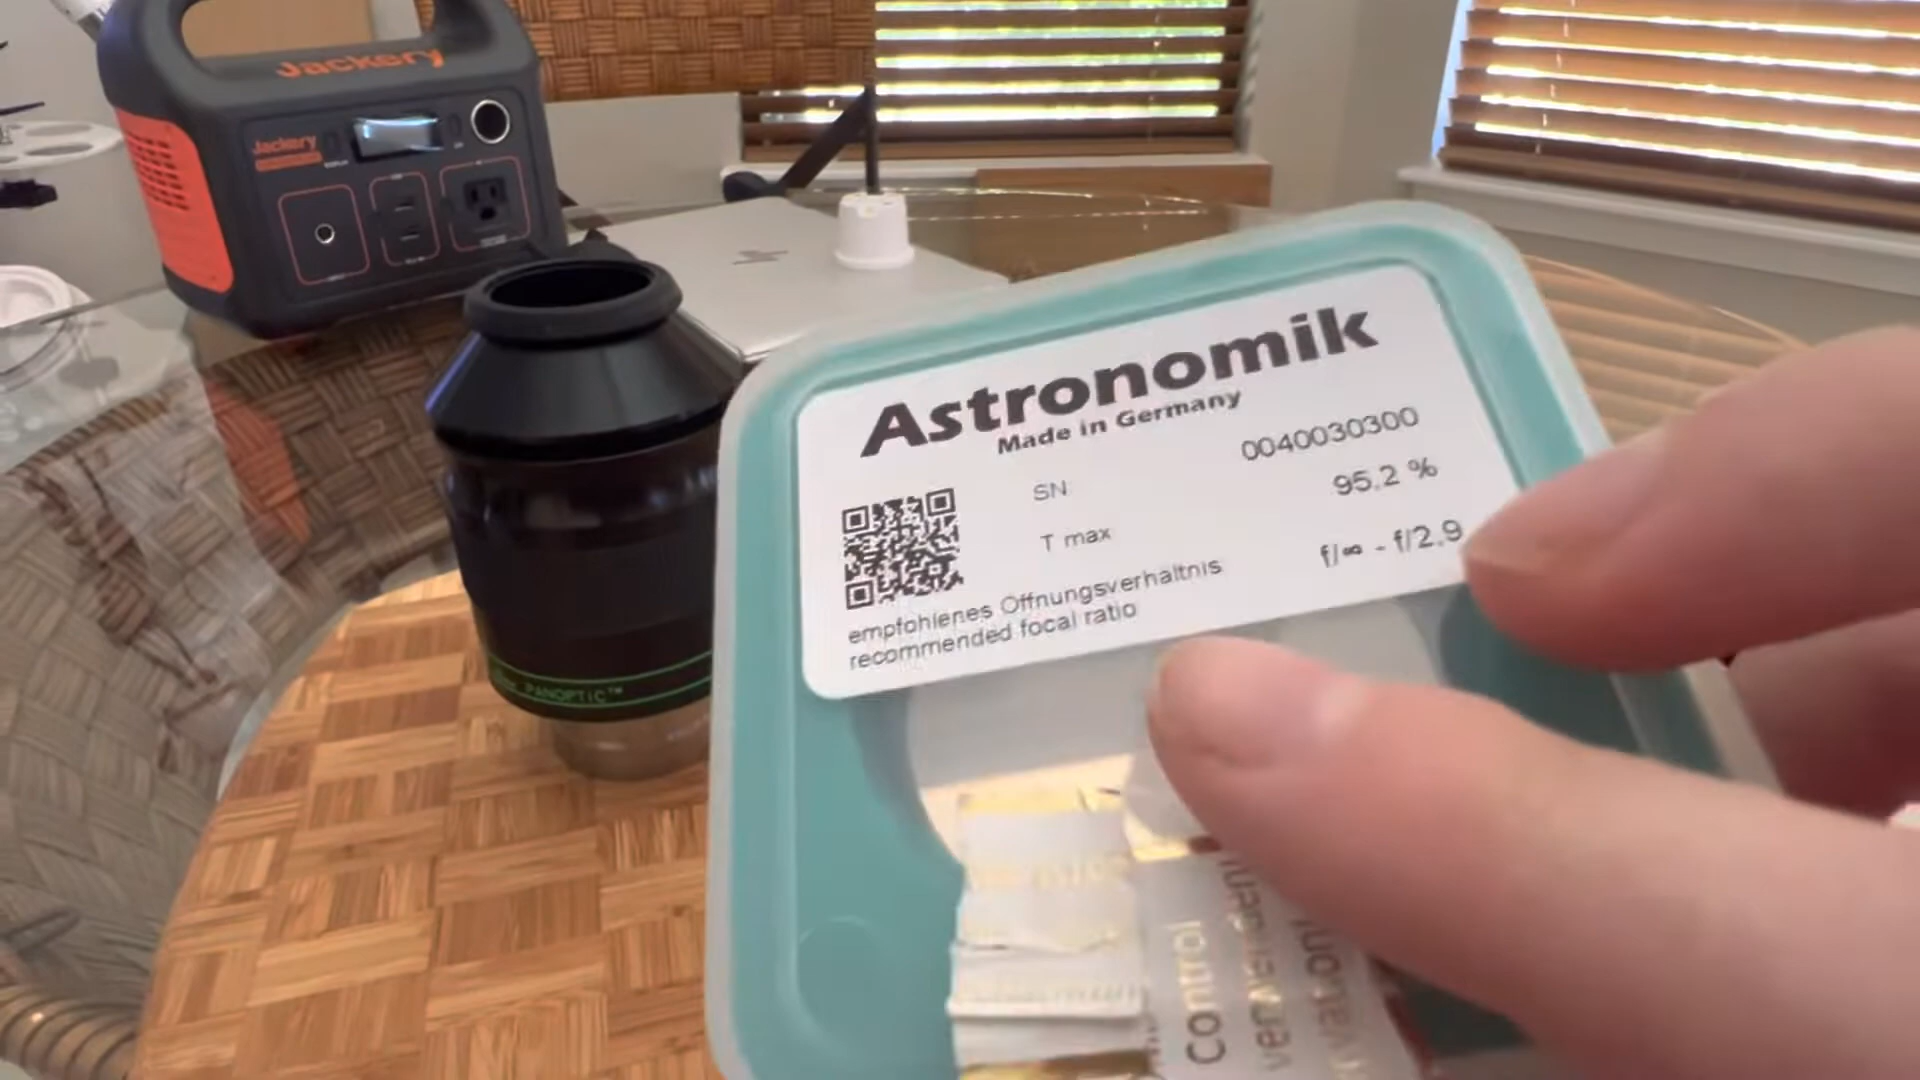 Jackery
Jackery
Astronomik
Made in Germany
SN 0040030300
T max 95,2 %
empfohlenes Öffnungsverhältnis f/∞ - f/2.9
recommended focal ratio
PANOPTIC™
Control